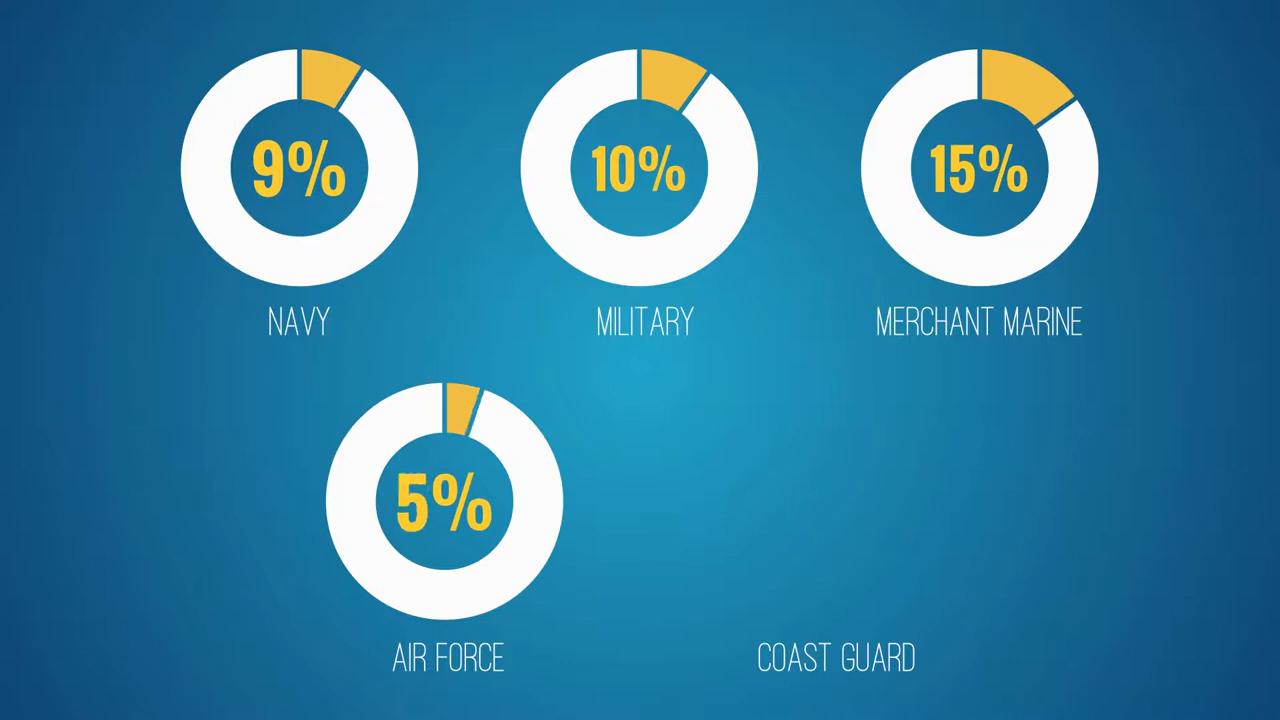 9%
10%
15%
NAVY
MILITARY
MERCHANT MARINE
5%
AIR FORCE
COAST GUARD